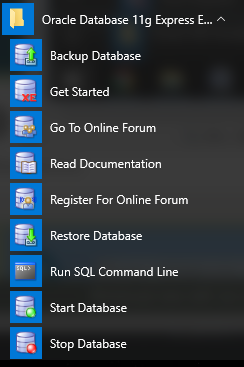 Oracle Database 11g Express E...
Backup Database
Get Started
Go To Online Forum
Read Documentation
Register For Online Forum
Restore Database
Run SQL Command Line
Start Database
Stop Database